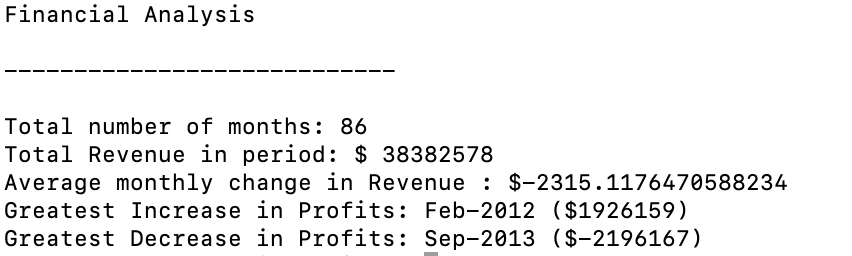 Financial Analysis
----------------------------
Total number of months: 86
Total Revenue in period: $ 38382578
Average monthly change in Revenue : $-2315.1176470588234
Greatest Increase in Profits: Feb-2012 ($1926159)
Greatest Decrease in Profits: Sep-2013 ($-2196167)